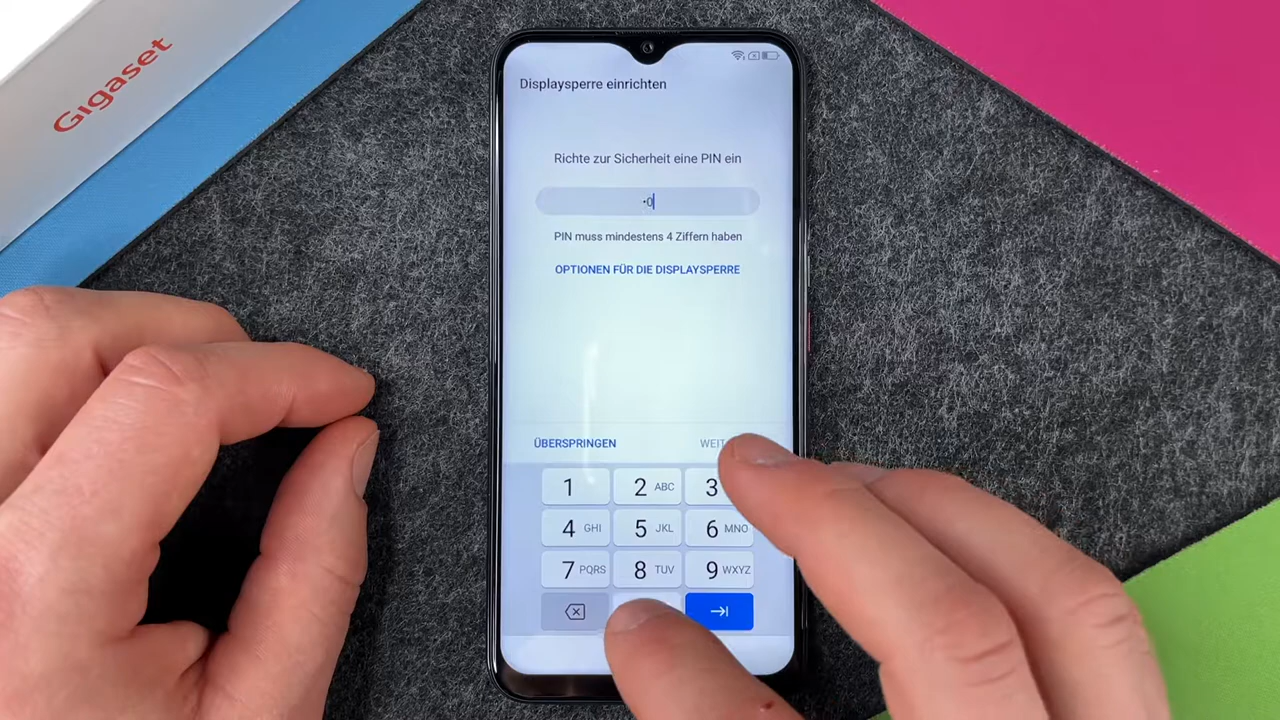 Gigaset
Displaysperre einrichten
Richte zur Sicherheit eine PIN ein
•0
PIN muss mindestens 4 Ziffern haben
OPTIONEN FÜR DIE DISPLAYSPERRE
ÜBERSPRINGEN
1 2 ABC 3
4 GHI 5 JKL 6 MNO
7 PQRS 8 TUV 9 WXYZ